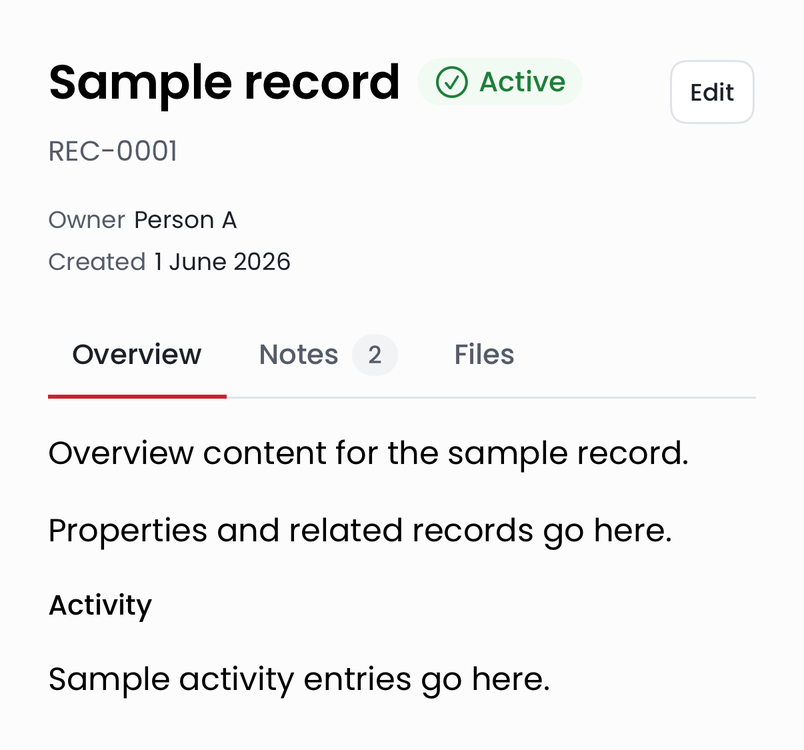 Sample record Active Edit
REC-0001
Owner Person A
Created 1 June 2026
Overview Notes 2 Files
Overview content for the sample record.
Properties and related records go here.
Activity
Sample activity entries go here.